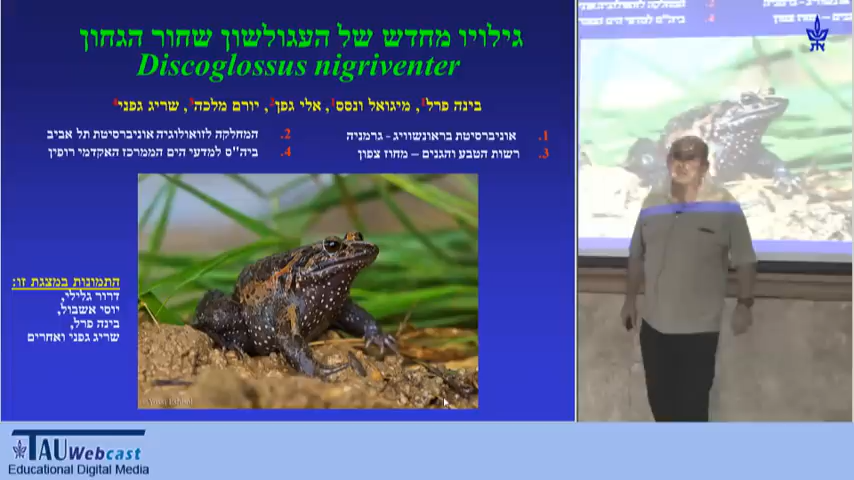 גילויו מחדש של העגולשון שחור הגחון
Discoglossus nigriventer
בינה פרל¹, מיגואל ונסס¹, אלי גפן², יורם מלכה³, שריג גפני⁴
1. אוניברסיטת בראונשוויג - גרמניה
2. המחלקה לזואולוגיה אוניברסיטת תל אביב
3. רשות הטבע והגנים – מחוז צפון
4. ביה"ס למדעי הים המרכז האקדמי רופין
התמונות במצגת זו:
דרור גלילי,
יוסי אשבול,
בינה פרל,
שריג גפני ואחרים
TAU Webcast
Educational Digital Media